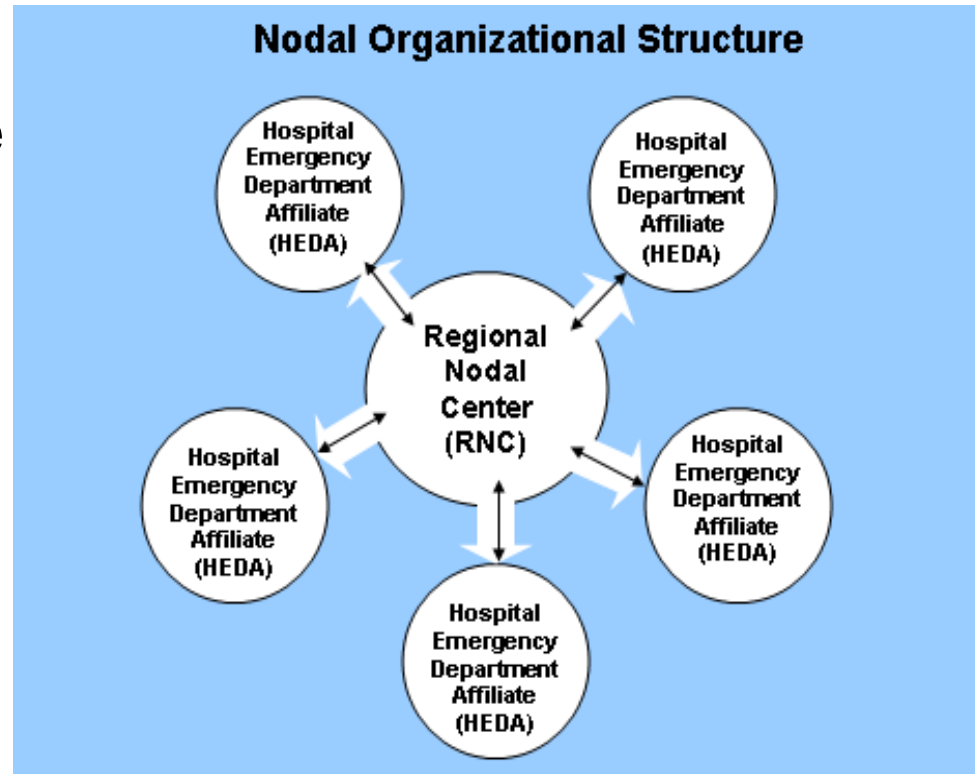 Nodal Organizational Structure
Hospital
Emergency
Department
Affiliate
(HEDA)
Hospital
Emergency
Department
Affiliate
(HEDA)
Regional
Nodal
Center
(RNC)
Hospital
Emergency
Department
Affiliate
(HEDA)
Hospital
Emergency
Department
Affiliate
(HEDA)
Hospital
Emergency
Department
Affiliate
(HEDA)